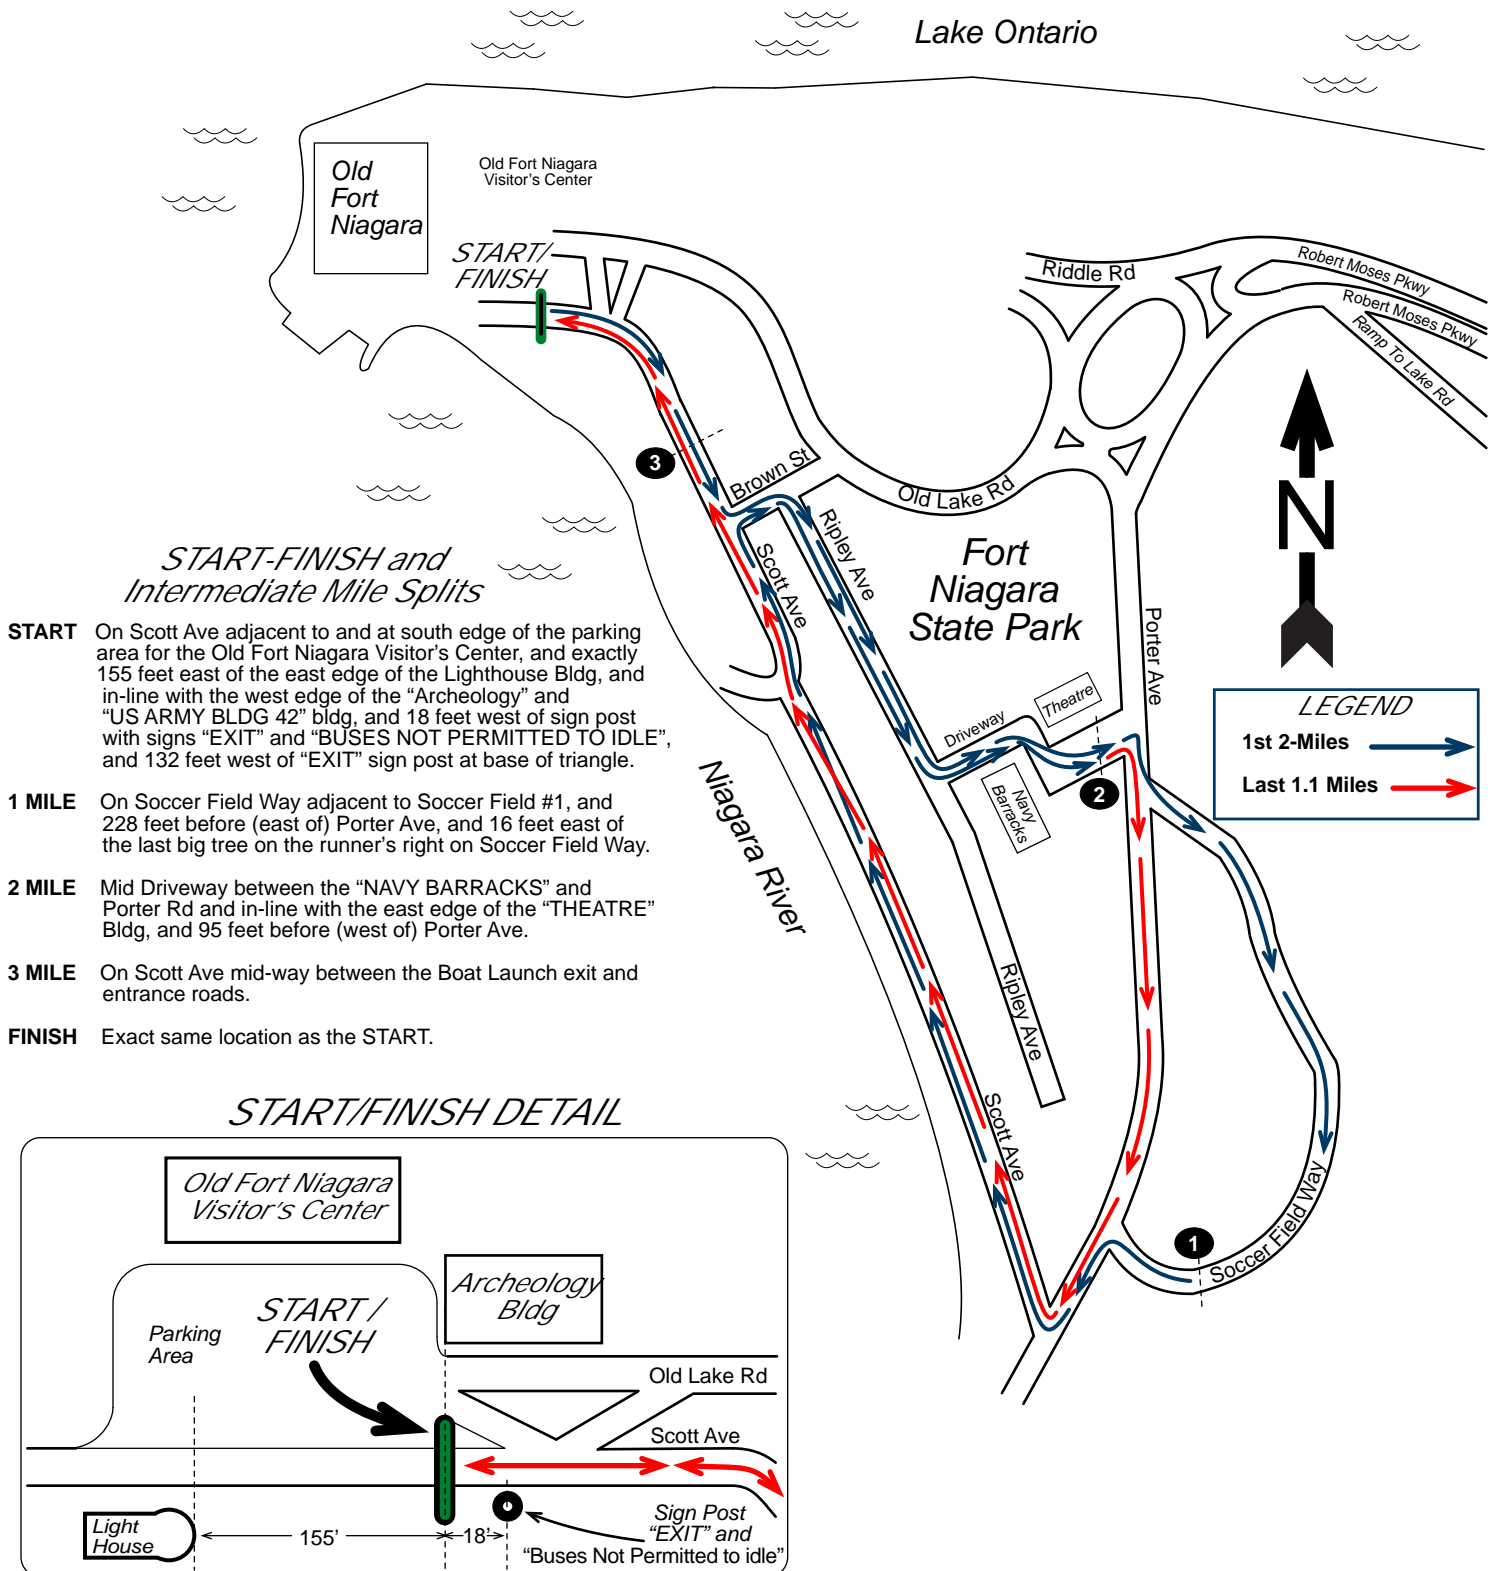 Lake Ontario
Old
Fort
Niagara
Old Fort Niagara
Visitor's Center
START/
FINISH
Riddle Rd
Robert Moses Pkwy
Robert Moses Pkwy
Ramp To Lake Rd
3
Brown St
Old Lake Rd
Ripley Ave
Scott Ave
Fort
Niagara
State Park
N
Porter Ave
Theatre
Driveway
Navy
Barracks
2
Niagara River
Ripley Ave
Scott Ave
1
Soccer Field Way
LEGEND
1st 2-Miles
Last 1.1 Miles
START-FINISH and
Intermediate Mile Splits
START On Scott Ave adjacent to and at south edge of the parking
area for the Old Fort Niagara Visitor's Center, and exactly
155 feet east of the east edge of the Lighthouse Bldg, and
in-line with the west edge of the “Archeology” and
“US ARMY BLDG 42” bldg, and 18 feet west of sign post
with signs “EXIT” and “BUSES NOT PERMITTED TO IDLE”,
and 132 feet west of “EXIT” sign post at base of triangle.
1 MILE On Soccer Field Way adjacent to Soccer Field #1, and
228 feet before (east of) Porter Ave, and 16 feet east of
the last big tree on the runner's right on Soccer Field Way.
2 MILE Mid Driveway between the “NAVY BARRACKS” and
Porter Rd and in-line with the east edge of the “THEATRE”
Bldg, and 95 feet before (west of) Porter Ave.
3 MILE On Scott Ave mid-way between the Boat Launch exit and
entrance roads.
FINISH Exact same location as the START.
START/FINISH DETAIL
Old Fort Niagara
Visitor's Center
Archeology
Bldg
START /
FINISH
Parking
Area
Old Lake Rd
Scott Ave
Light
House
155'
18'
Sign Post
“EXIT” and
“Buses Not Permitted to idle”